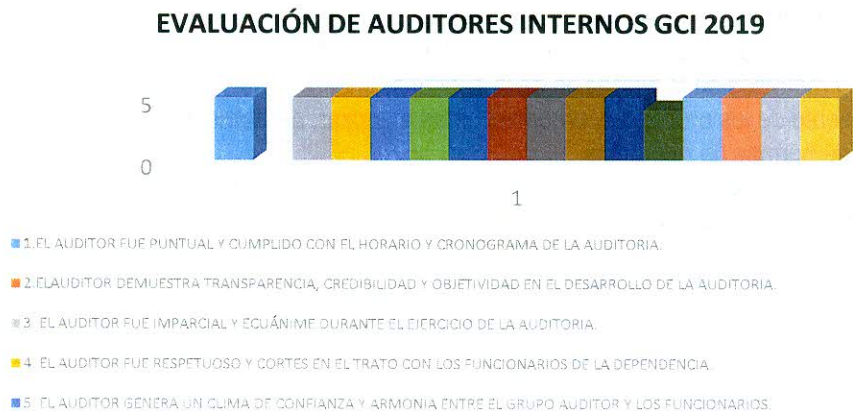 EVALUACIÓN DE AUDITORES INTERNOS GCI 2019
5
0
1
1.EL AUDITOR FUE PUNTUAL Y CUMPLIDO CON EL HORARIO Y CRONOGRAMA DE LA AUDITORIA.
2.ELAUDITOR DEMUESTRA TRANSPARENCIA, CREDIBILIDAD Y OBJETIVIDAD EN EL DESARROLLO DE LA AUDITORIA.
3. EL AUDITOR FUE IMPARCIAL Y ECUÁNIME DURANTE EL EJERCICIO DE LA AUDITORIA.
4. EL AUDITOR FUE RESPETUOSO Y CORTES EN EL TRATO CON LOS FUNCIONARIOS DE LA DEPENDENCIA.
5. EL AUDITOR GENERA UN CLIMA DE CONFIANZA Y ARMONIA ENTRE EL GRUPO AUDITOR Y LOS FUNCIONARIOS.